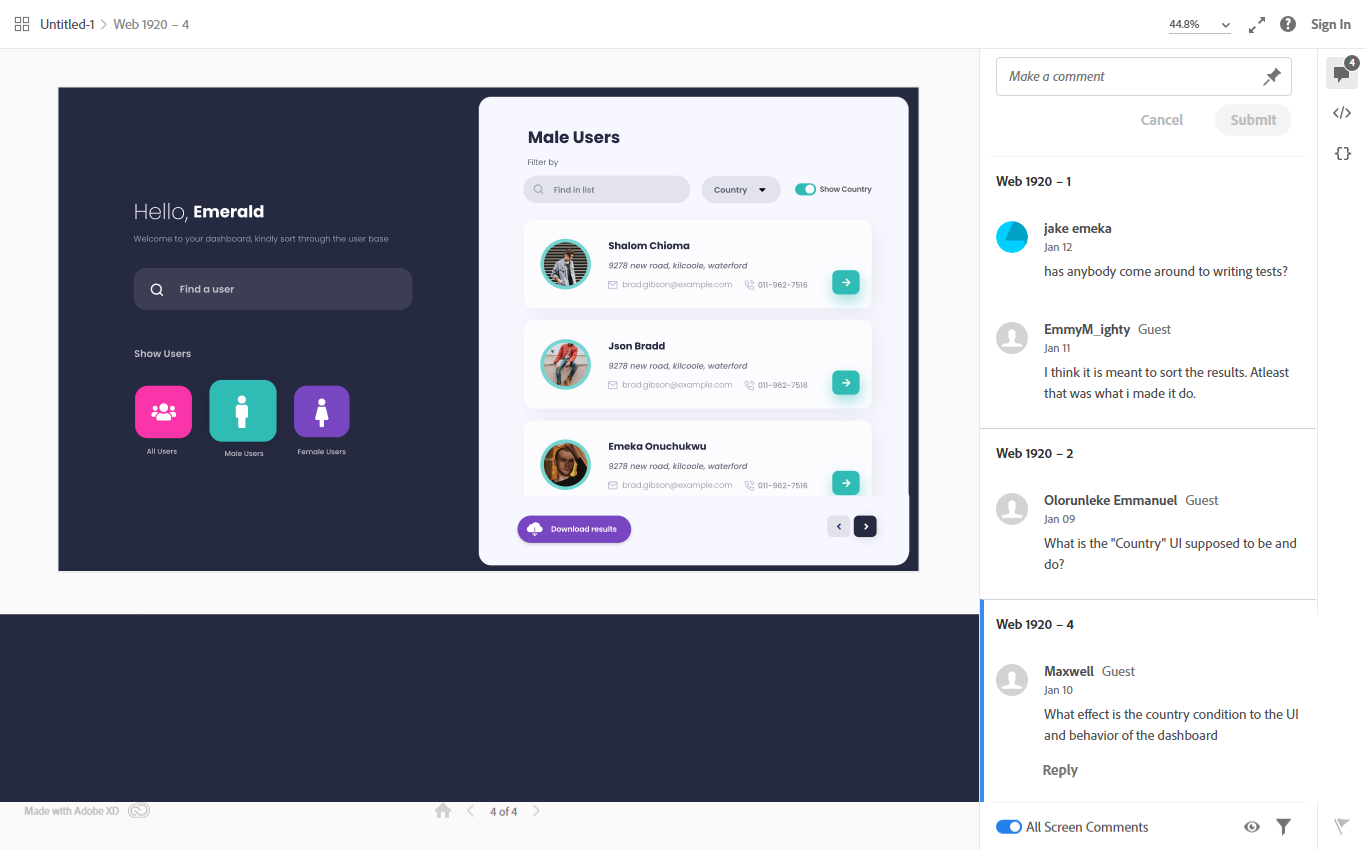 Untitled-1 > Web 1920 – 4
44.8%
Sign In
Hello, Emerald
Welcome to your dashboard, kindly sort through the user base
Find a user
Show Users
All Users
Male Users
Female Users
Male Users
Filter by
Find in list
Country
Show Country
Shalom Chioma
9278 new road, kilcoole, waterford
brad.gibson@example.com
011-962-7516
Json Bradd
9278 new road, kilcoole, waterford
brad.gibson@example.com
011-962-7516
Emeka Onuchukwu
9278 new road, kilcoole, waterford
brad.gibson@example.com
011-962-7516
Download results
Made with Adobe XD
4 of 4
Make a comment
Cancel
Submit
4
Web 1920 – 1
jake emeka
Jan 12
has anybody come around to writing tests?
EmmyM_ighty Guest
Jan 11
I think it is meant to sort the results. Atleast
that was what i made it do.
Web 1920 – 2
Olorunleke Emmanuel Guest
Jan 09
What is the "Country" UI supposed to be and
do?
Web 1920 – 4
Maxwell Guest
Jan 10
What effect is the country condition to the UI
and behavior of the dashboard
Reply
All Screen Comments